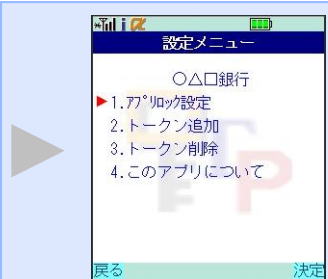 設定メニュー
○△□銀行
1.ｱﾌﾟﾘﾛｯｸ設定
2.トークン追加
3.トークン削除
4.このアプリについて
戻る
決定